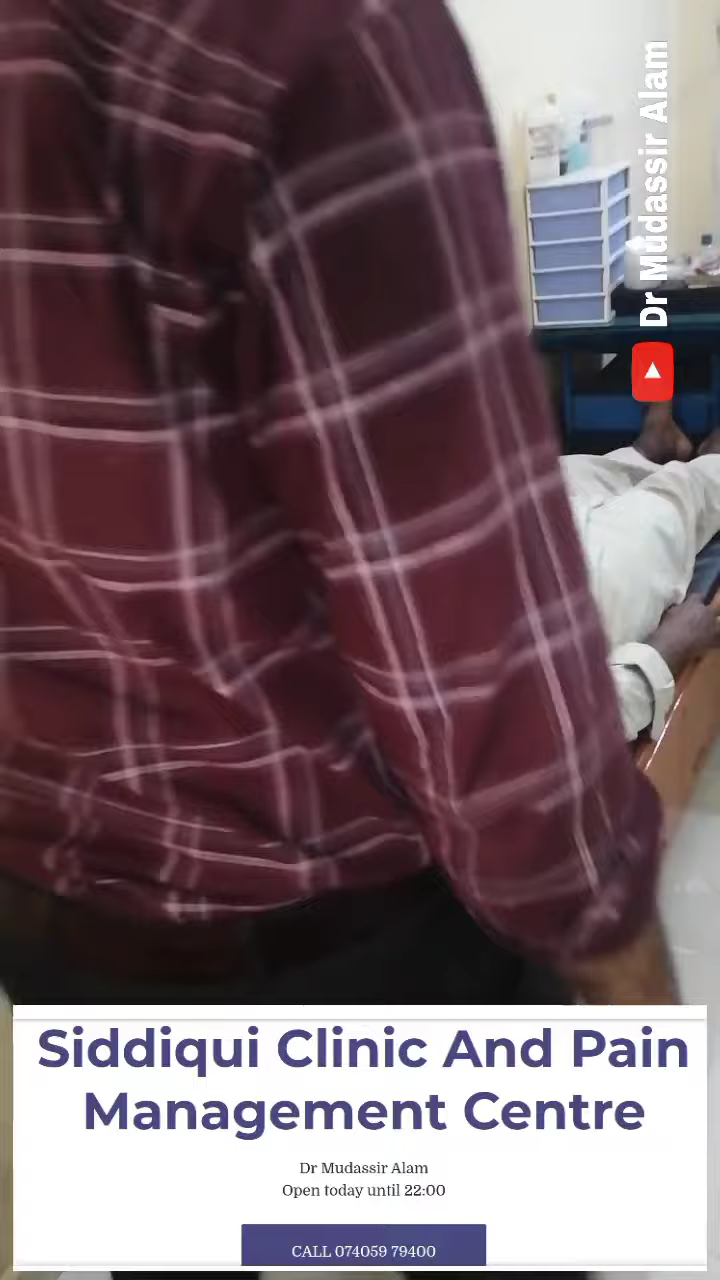 Dr Mudassir Alam
Siddiqui Clinic And Pain
Management Centre
Dr Mudassir Alam
Open today until 22:00
CALL 074059 79400